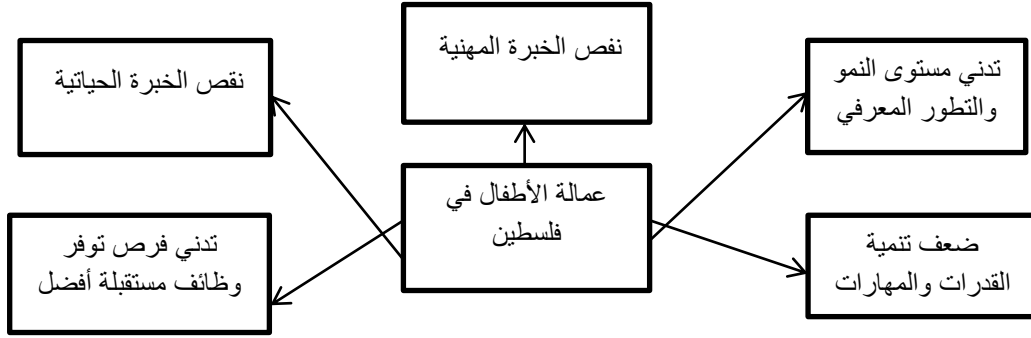 تدني مستوى النمو
والتطور المعرفي
نفص الخبرة المهنية
نقص الخبرة الحياتية
عمالة الأطفال في
فلسطين
ضعف تنمية
القدرات والمهارات
تدني فرص توفر
وظائف مستقبلة أفضل